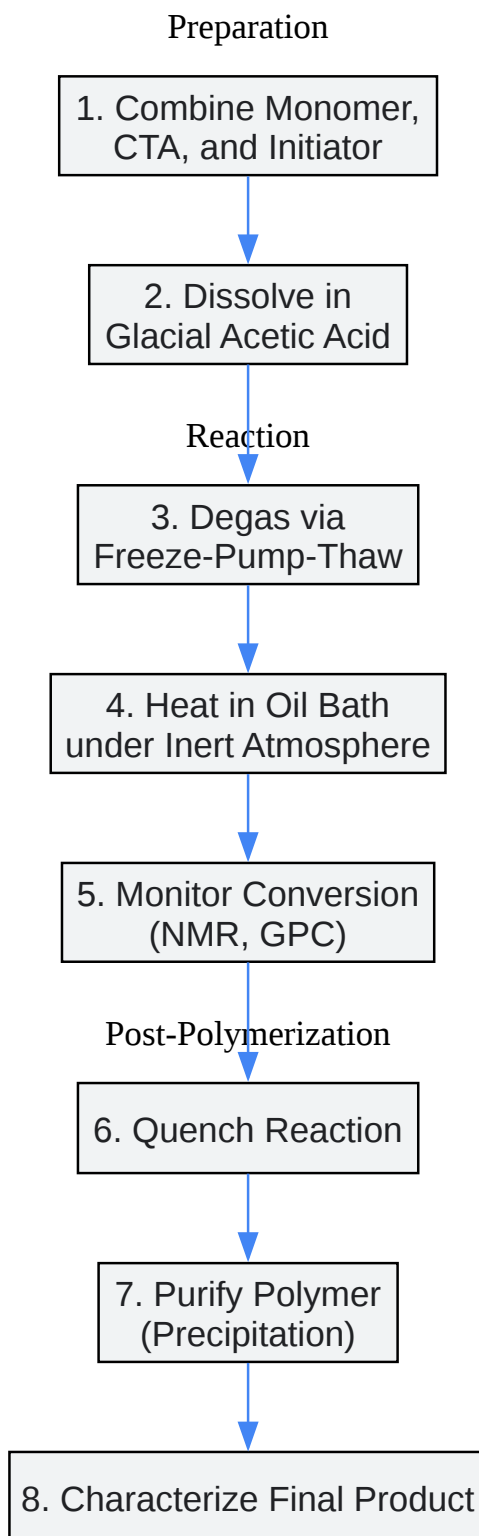 Preparation
1. Combine Monomer,
CTA, and Initiator
2. Dissolve in
Glacial Acetic Acid
Reaction
3. Degas via
Freeze-Pump-Thaw
4. Heat in Oil Bath
under Inert Atmosphere
5. Monitor Conversion
(NMR, GPC)
Post-Polymerization
6. Quench Reaction
7. Purify Polymer
(Precipitation)
8. Characterize Final Product